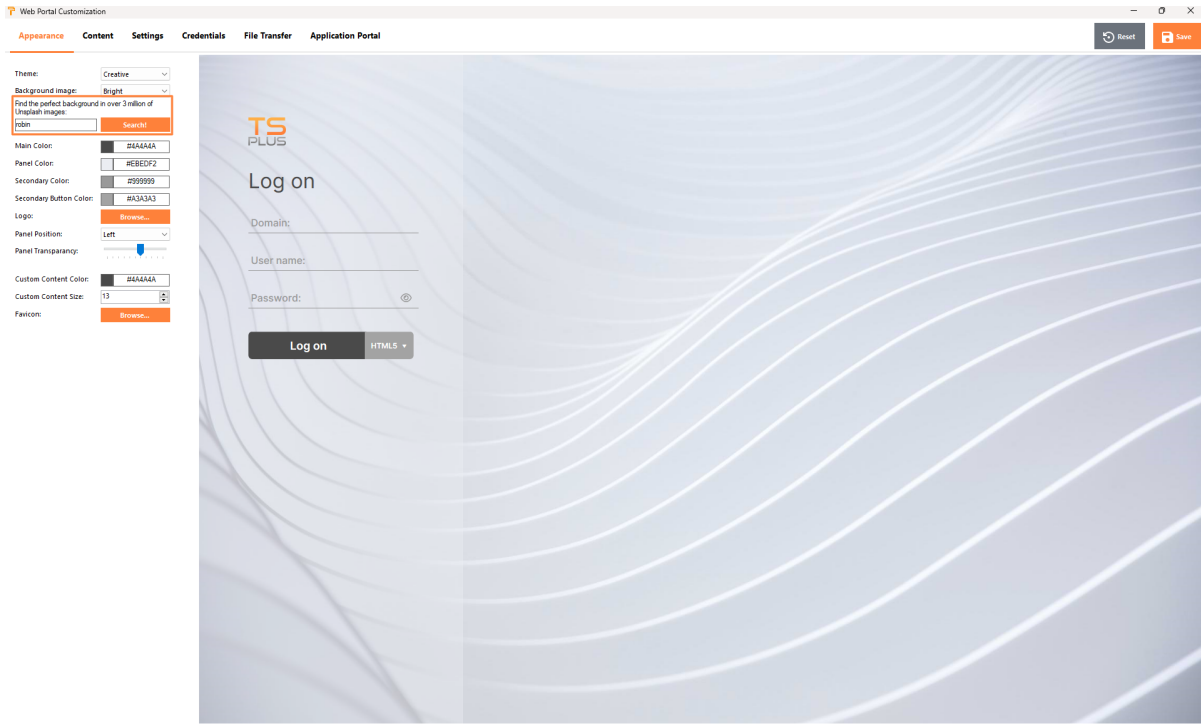 Web Portal Customization
Appearance Content Settings Credentials File Transfer Application Portal Reset Save
Theme: Creative
Background image: Bright
Find the perfect background in over 3 million of
Unsplash images:
robin Search!
Main Color: #4A4A4A
Panel Color: #EBEDF2
Secondary Color: #999999
Secondary Button Color: #A3A3A3
Logo: Browse...
Panel Position: Left
Panel Transparancy:
Custom Content Color: #4A4A4A
Custom Content Size: 13
Favicon: Browse...
TS
PLUS
Log on
Domain:
User name:
Password:
Log on HTML5